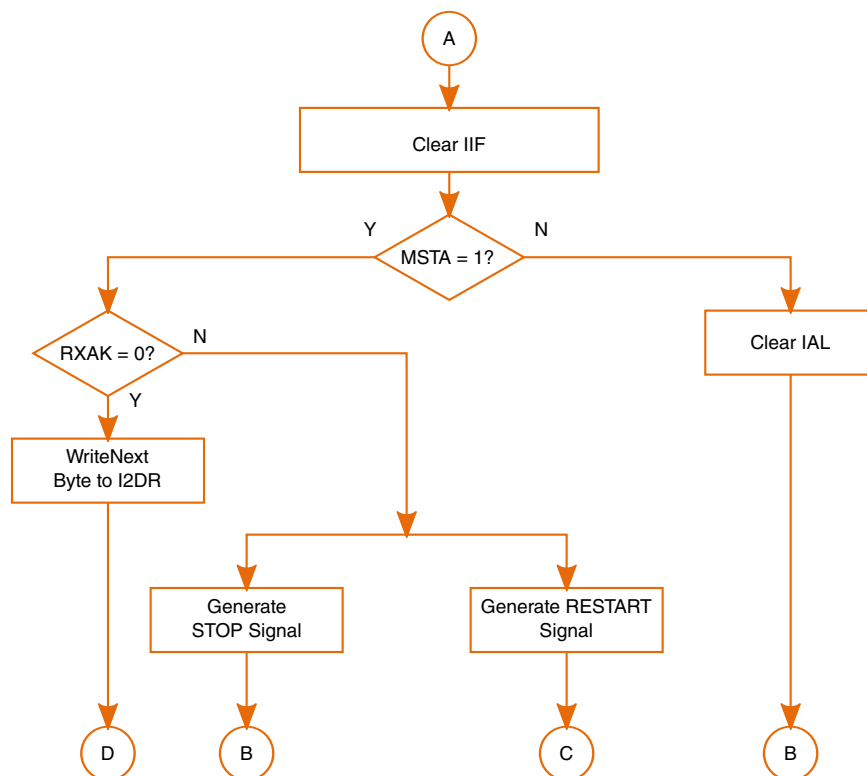 A
Clear IIF
Y
N
MSTA = 1?
RXAK = 0?
N
Clear IAL
Y
WriteNext
Byte to I2DR
Generate
STOP Signal
Generate RESTART
Signal
D
B
C
B